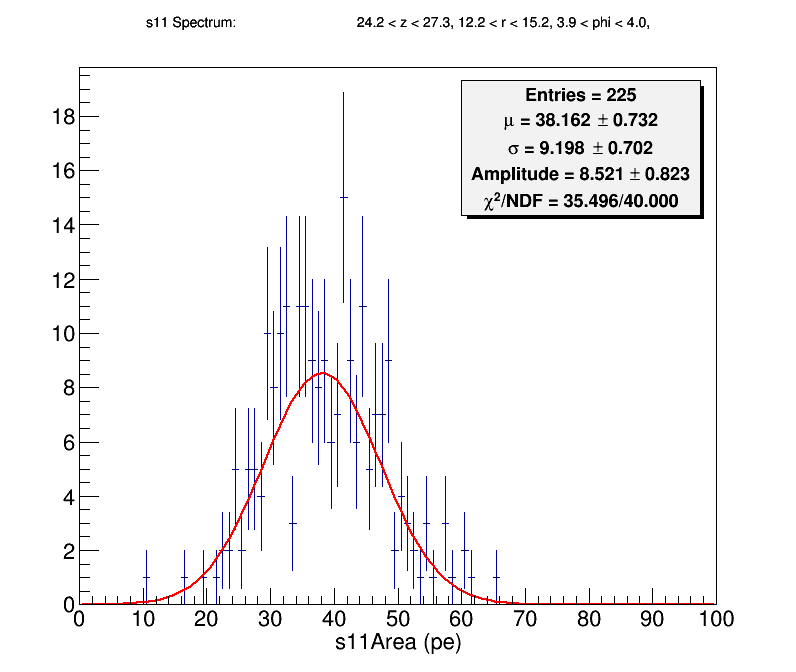 s11 Spectrum: 24.2 < z < 27.3, 12.2 < r < 15.2, 3.9 < phi < 4.0,
Entries = 225
μ = 38.162 ± 0.732
σ = 9.198 ± 0.702
Amplitude = 8.521 ± 0.823
χ²/NDF = 35.496/40.000
18
16
14
12
10
8
6
4
2
0
0 10 20 30 40 50 60 70 80 90 100
s11Area (pe)